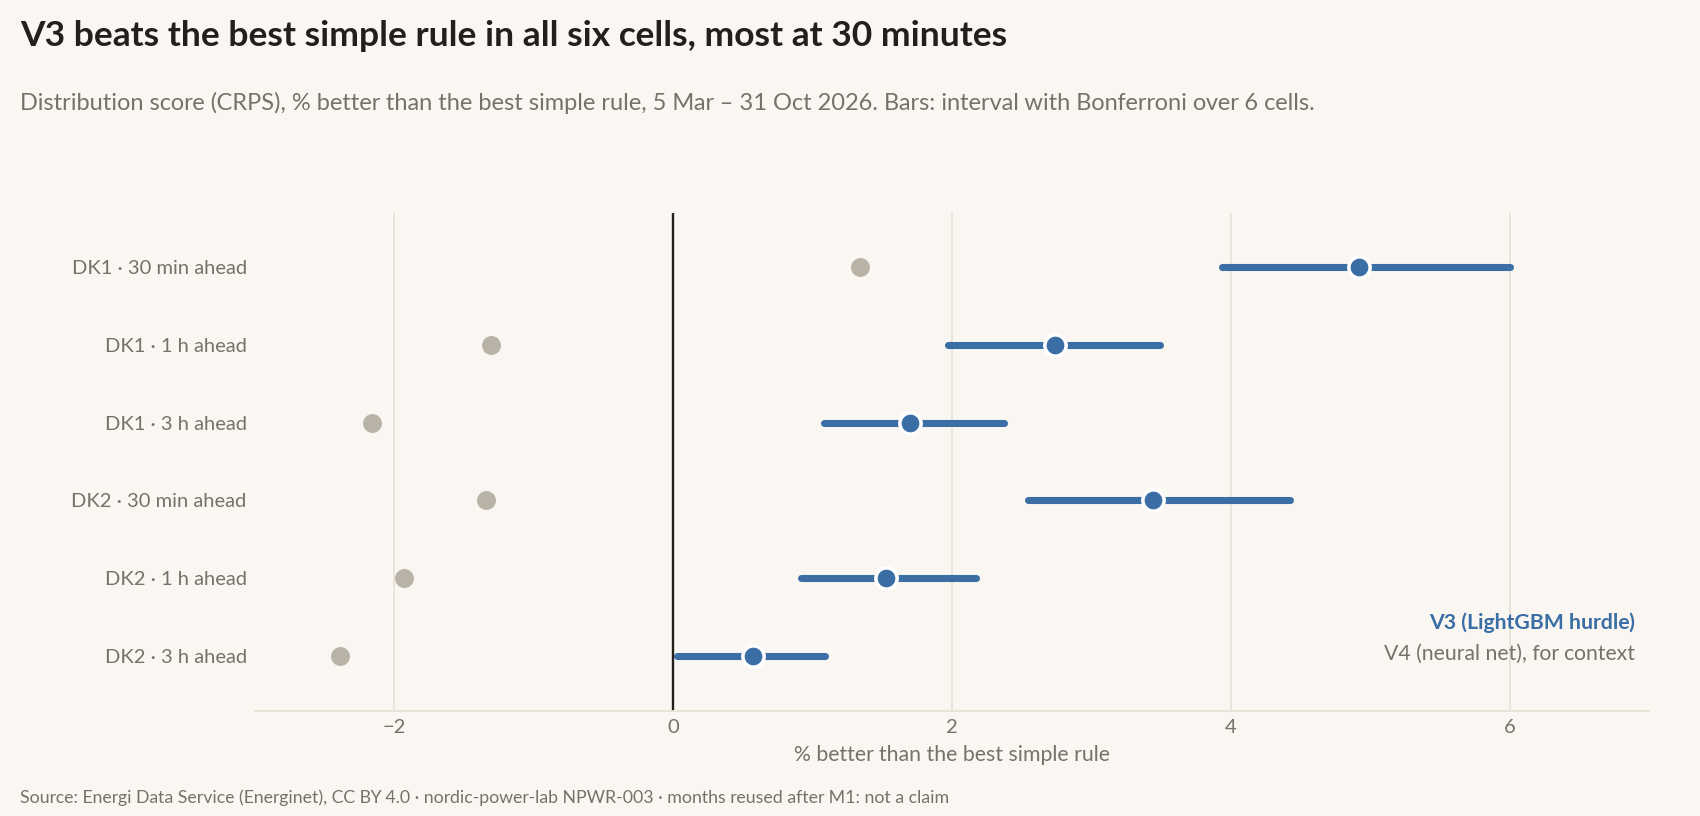 V3 beats the best simple rule in all six cells, most at 30 minutes
Distribution score (CRPS), % better than the best simple rule, 5 Mar – 31 Oct 2026. Bars: interval with Bonferroni over 6 cells.
DK1 · 30 min ahead
DK1 · 1 h ahead
DK1 · 3 h ahead
DK2 · 30 min ahead
DK2 · 1 h ahead
DK2 · 3 h ahead
V3 (LightGBM hurdle)
V4 (neural net), for context
−2 0 2 4 6
% better than the best simple rule
Source: Energi Data Service (Energinet), CC BY 4.0 · nordic-power-lab NPWR-003 · months reused after M1: not a claim